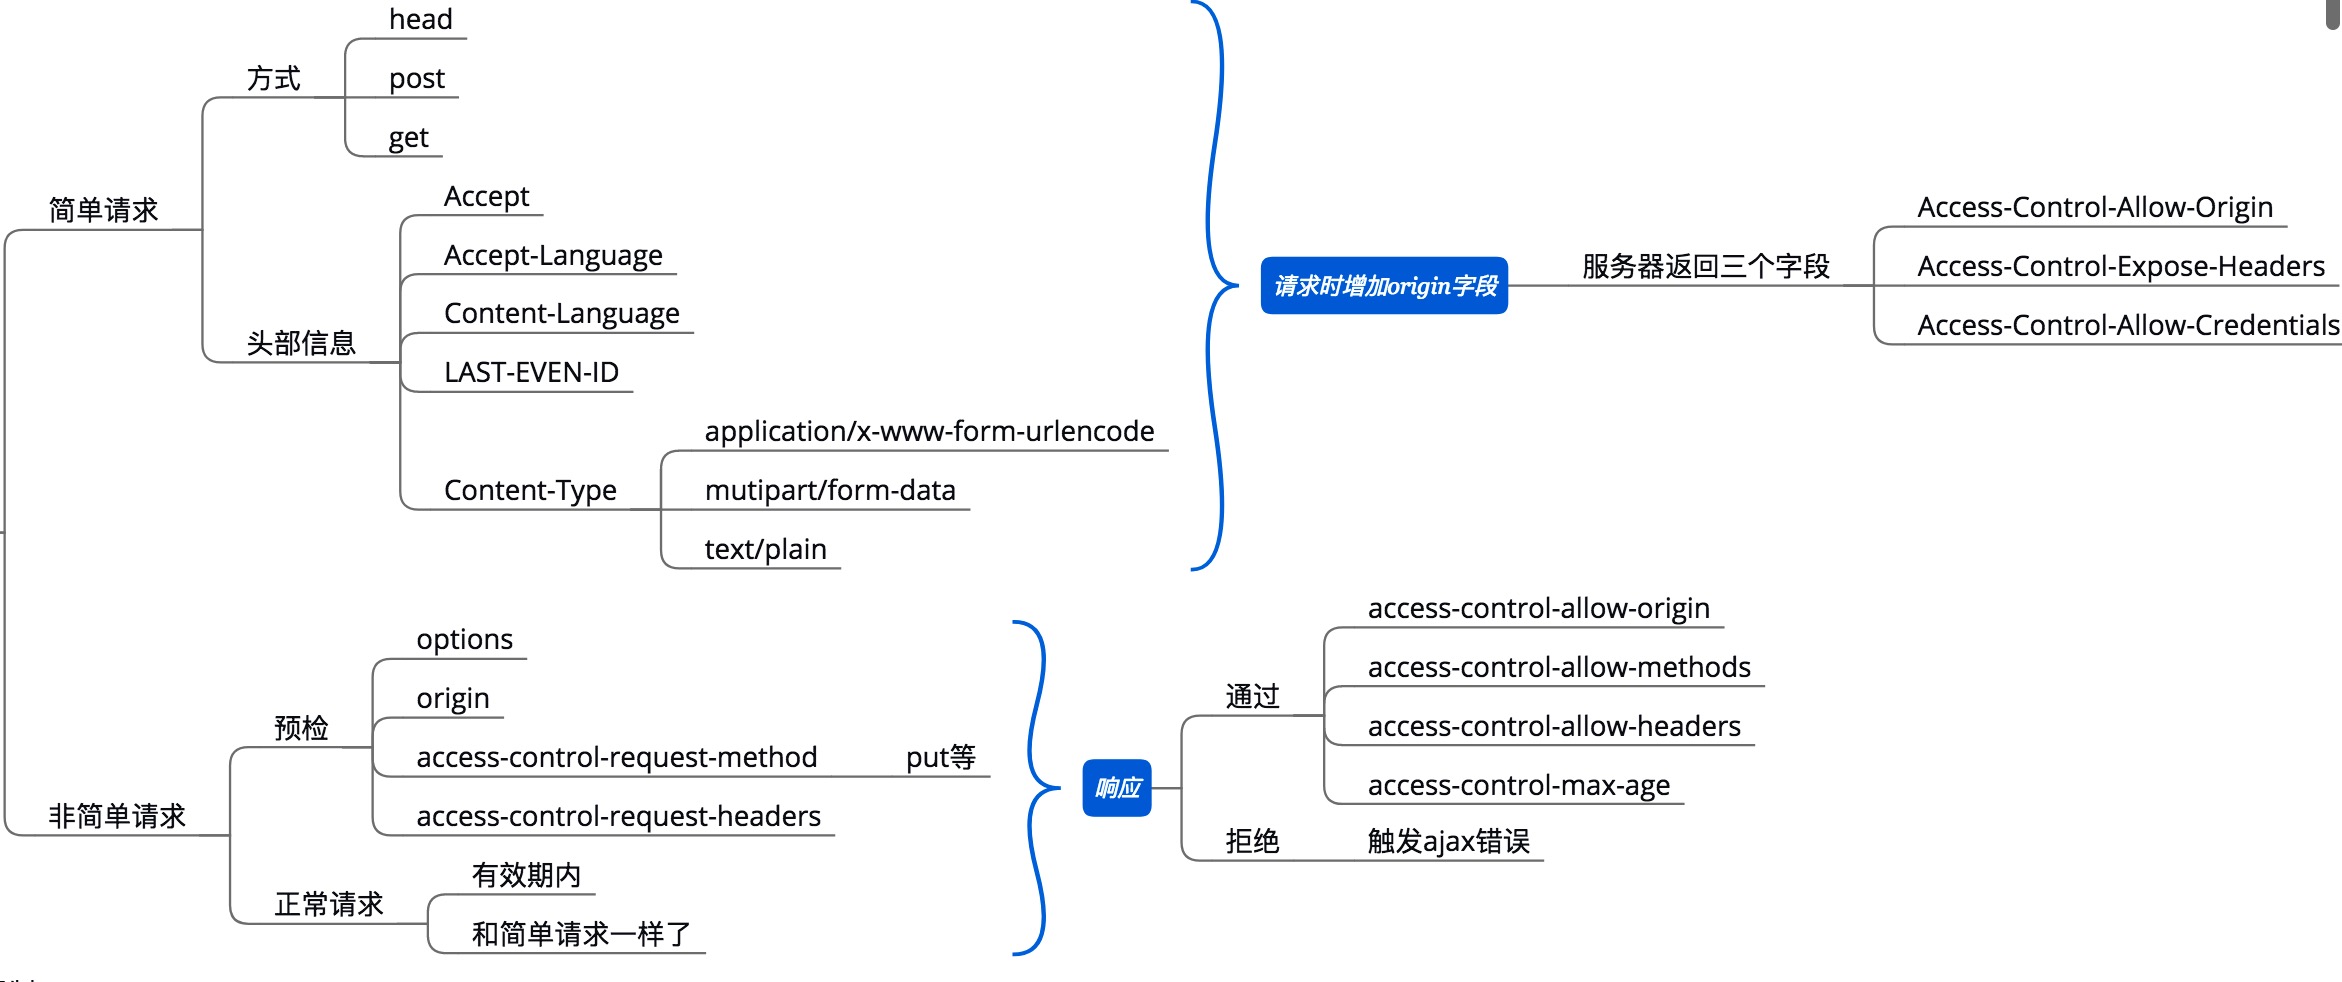 简单请求
方式
head
post
get
头部信息
Accept
Accept-Language
Content-Language
LAST-EVEN-ID
Content-Type
application/x-www-form-urlencode
mutipart/form-data
text/plain
请求时增加origin字段
服务器返回三个字段
Access-Control-Allow-Origin
Access-Control-Expose-Headers
Access-Control-Allow-Credentials
非简单请求
预检
options
origin
access-control-request-method
put等
access-control-request-headers
正常请求
有效期内
和简单请求一样了
响应
通过
access-control-allow-origin
access-control-allow-methods
access-control-allow-headers
access-control-max-age
拒绝
触发ajax错误